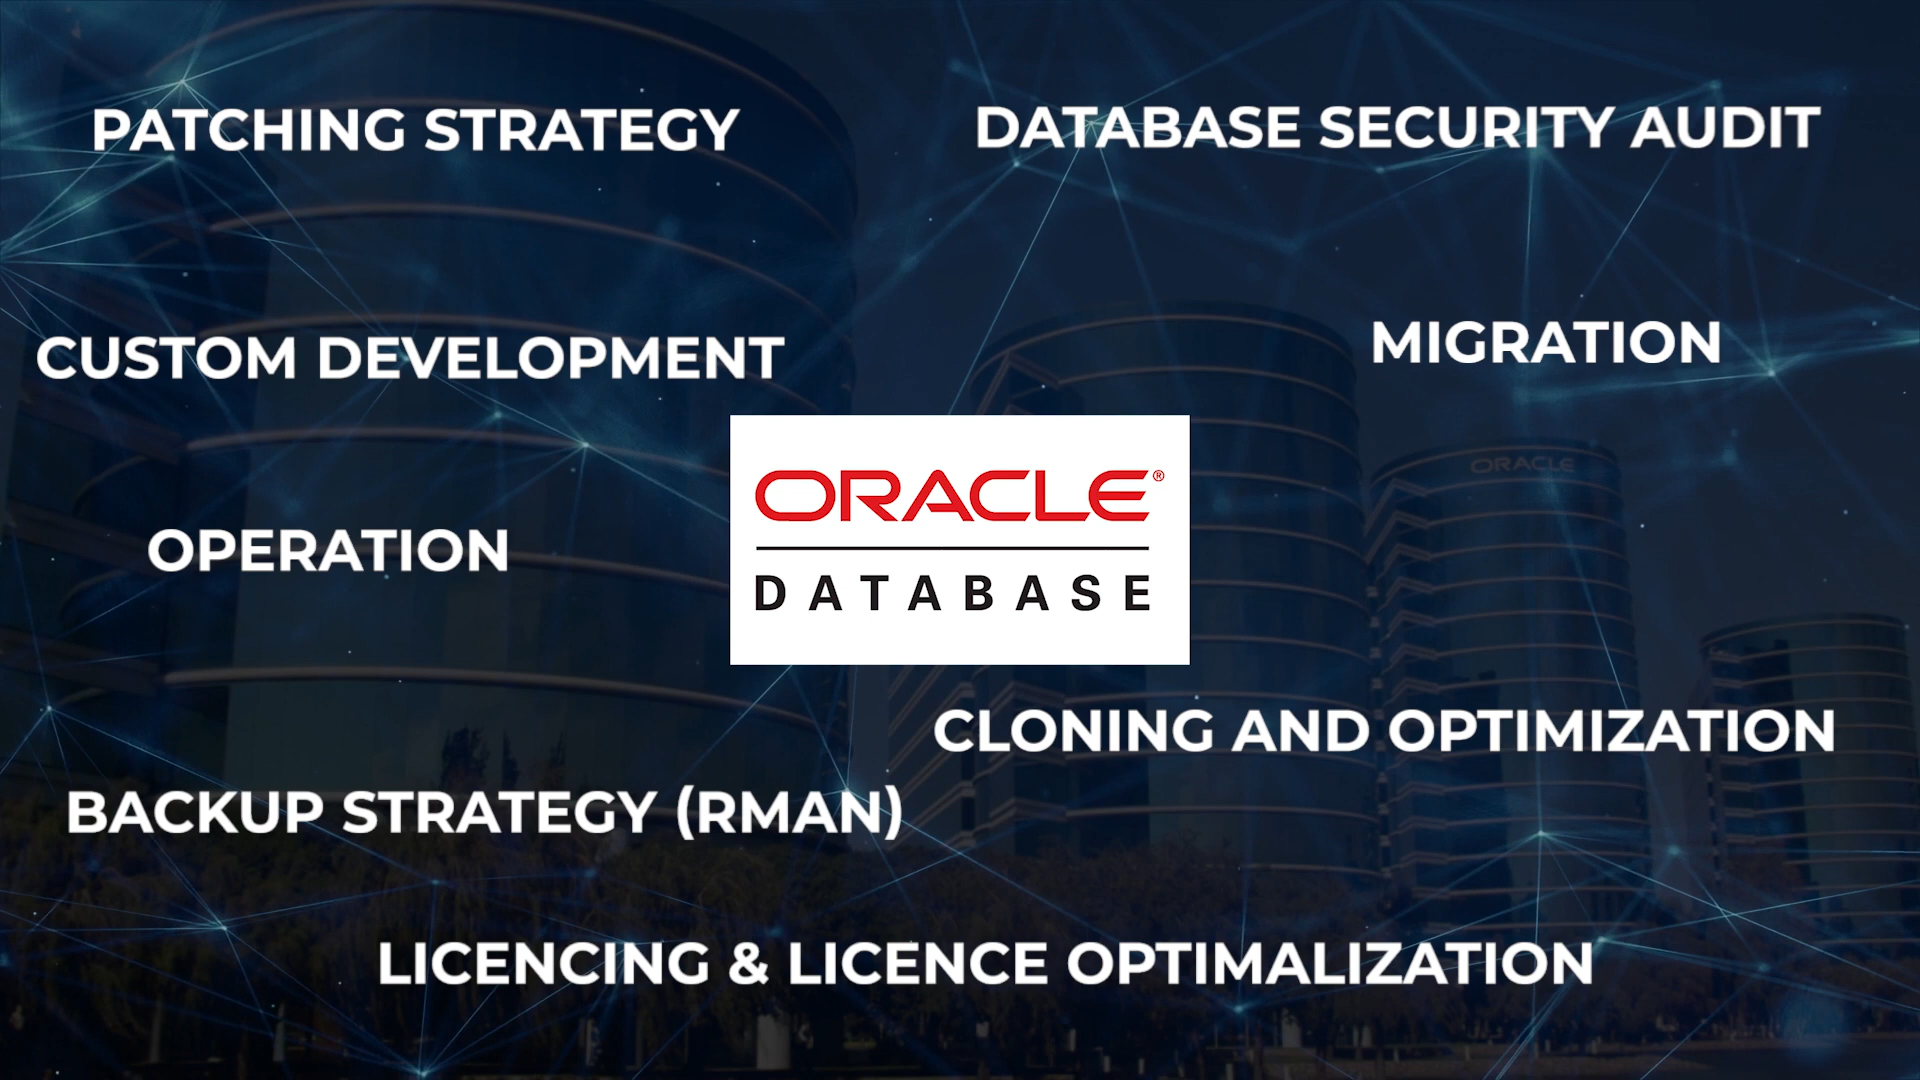 PATCHING STRATEGY
DATABASE SECURITY AUDIT
CUSTOM DEVELOPMENT
MIGRATION
ORACLE
ORACLE®
DATABASE
OPERATION
CLONING AND OPTIMIZATION
BACKUP STRATEGY (RMAN)
LICENCING & LICENCE OPTIMALIZATION